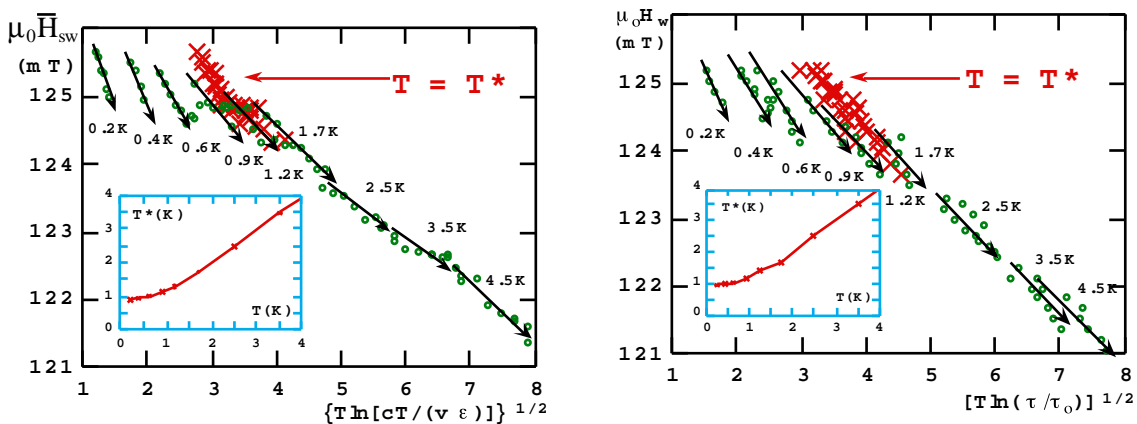 μ₀H̅sw
(mT)
125
124
123
122
121
T = T*
0.2K
0.4K
0.6K
0.9K
1.2K
1.7K
2.5K
3.5K
4.5K
4
3
2
1
0
T*(K)
T(K)
0 1 2 3 4
1 2 3 4 5 6 7 8
{Tln[cT/(v ε)]} 1/2
μₒHw
(mT)
125
124
123
122
121
T = T*
0.2K
0.4K
0.6K
0.9K
1.2K
1.7K
2.5K
3.5K
4.5K
4
3
2
1
0
T*(K)
T(K)
0 1 2 3 4
1 2 3 4 5 6 7 8
[Tln(τ/τₒ)] 1/2